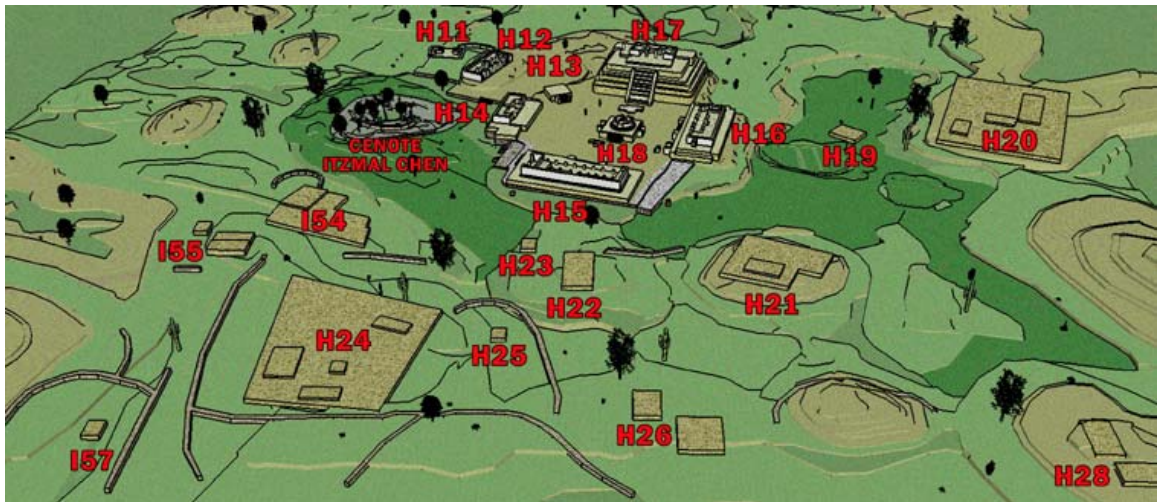 H11
H12
H17
H13
H14
H16
H18
CENOTE
ITZMAL CHEN
H19
H20
H15
I54
I55
H23
H22
H21
H24
H25
H26
I57
H28